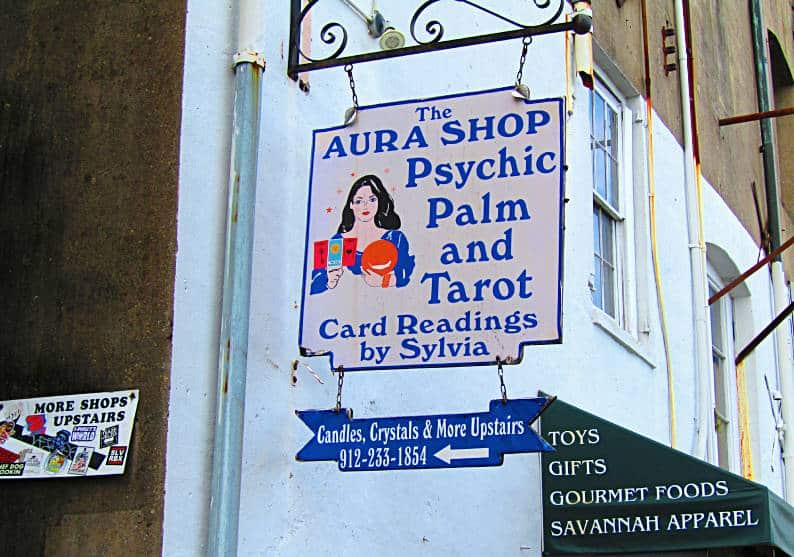 The
AURA SHOP
Psychic
Palm
and
Tarot
Card Readings
by Sylvia
Candles, Crystals & More Upstairs
912-233-1854
MORE SHOPS
UPSTAIRS
WORLD
TOYS
GIFTS
GOURMET FOODS
SAVANNAH APPAREL